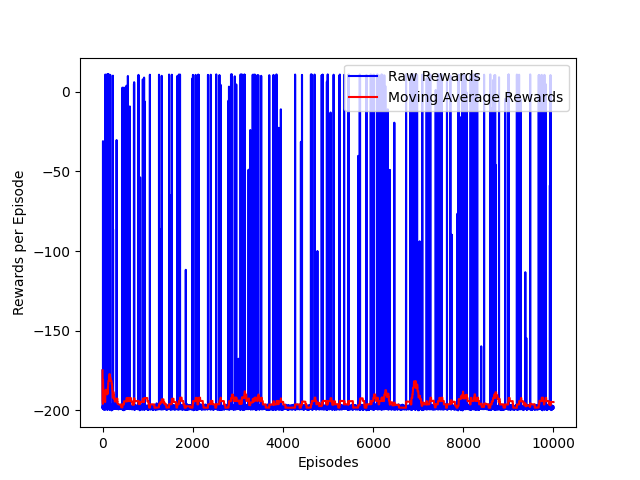 Raw Rewards
Moving Average Rewards
0
−50
−100
−150
−200
Rewards per Episode
0 2000 4000 6000 8000 10000
Episodes